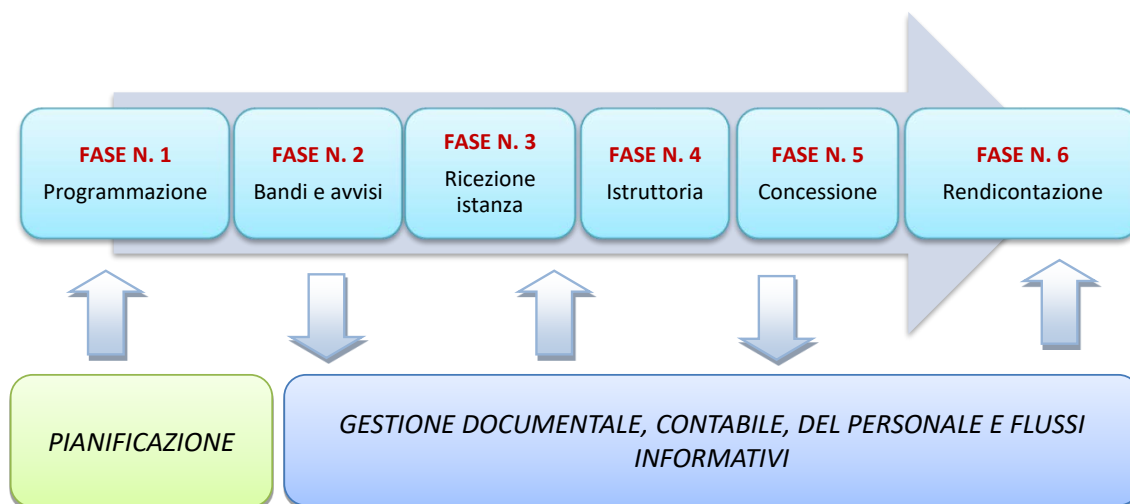 FASE N. 1
Programmazione
FASE N. 2
Bandi e avvisi
FASE N. 3
Ricezione
istanza
FASE N. 4
Istruttoria
FASE N. 5
Concessione
FASE N. 6
Rendicontazione
PIANIFICAZIONE
GESTIONE DOCUMENTALE, CONTABILE, DEL PERSONALE E FLUSSI
INFORMATIVI